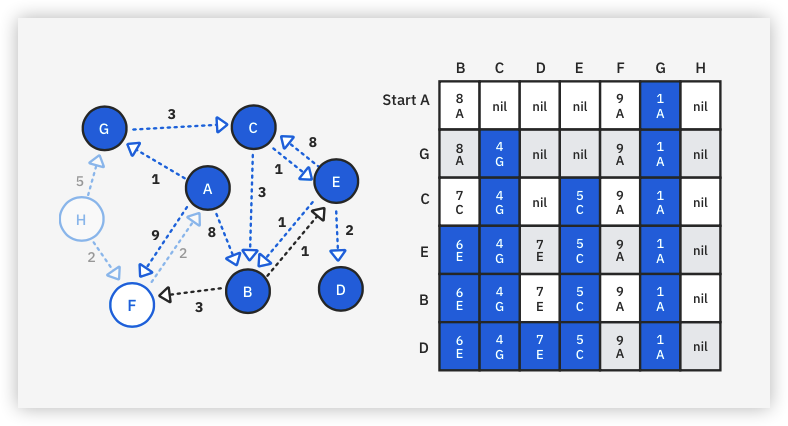 G
3
C
8
1
1
E
5
A
3
H
9
8
1
2
2
2
1
F
3
B
D
B C D E F G H
Start A
8 nil nil nil 9 1 nil
A A A
G
8 4 nil nil 9 1 nil
A G A A
C
7 4 nil 5 9 1 nil
C G C A A
E
6 4 7 5 9 1 nil
E G E C A A
B
6 4 7 5 9 1 nil
E G E C A A
D
6 4 7 5 9 1 nil
E G E C A A